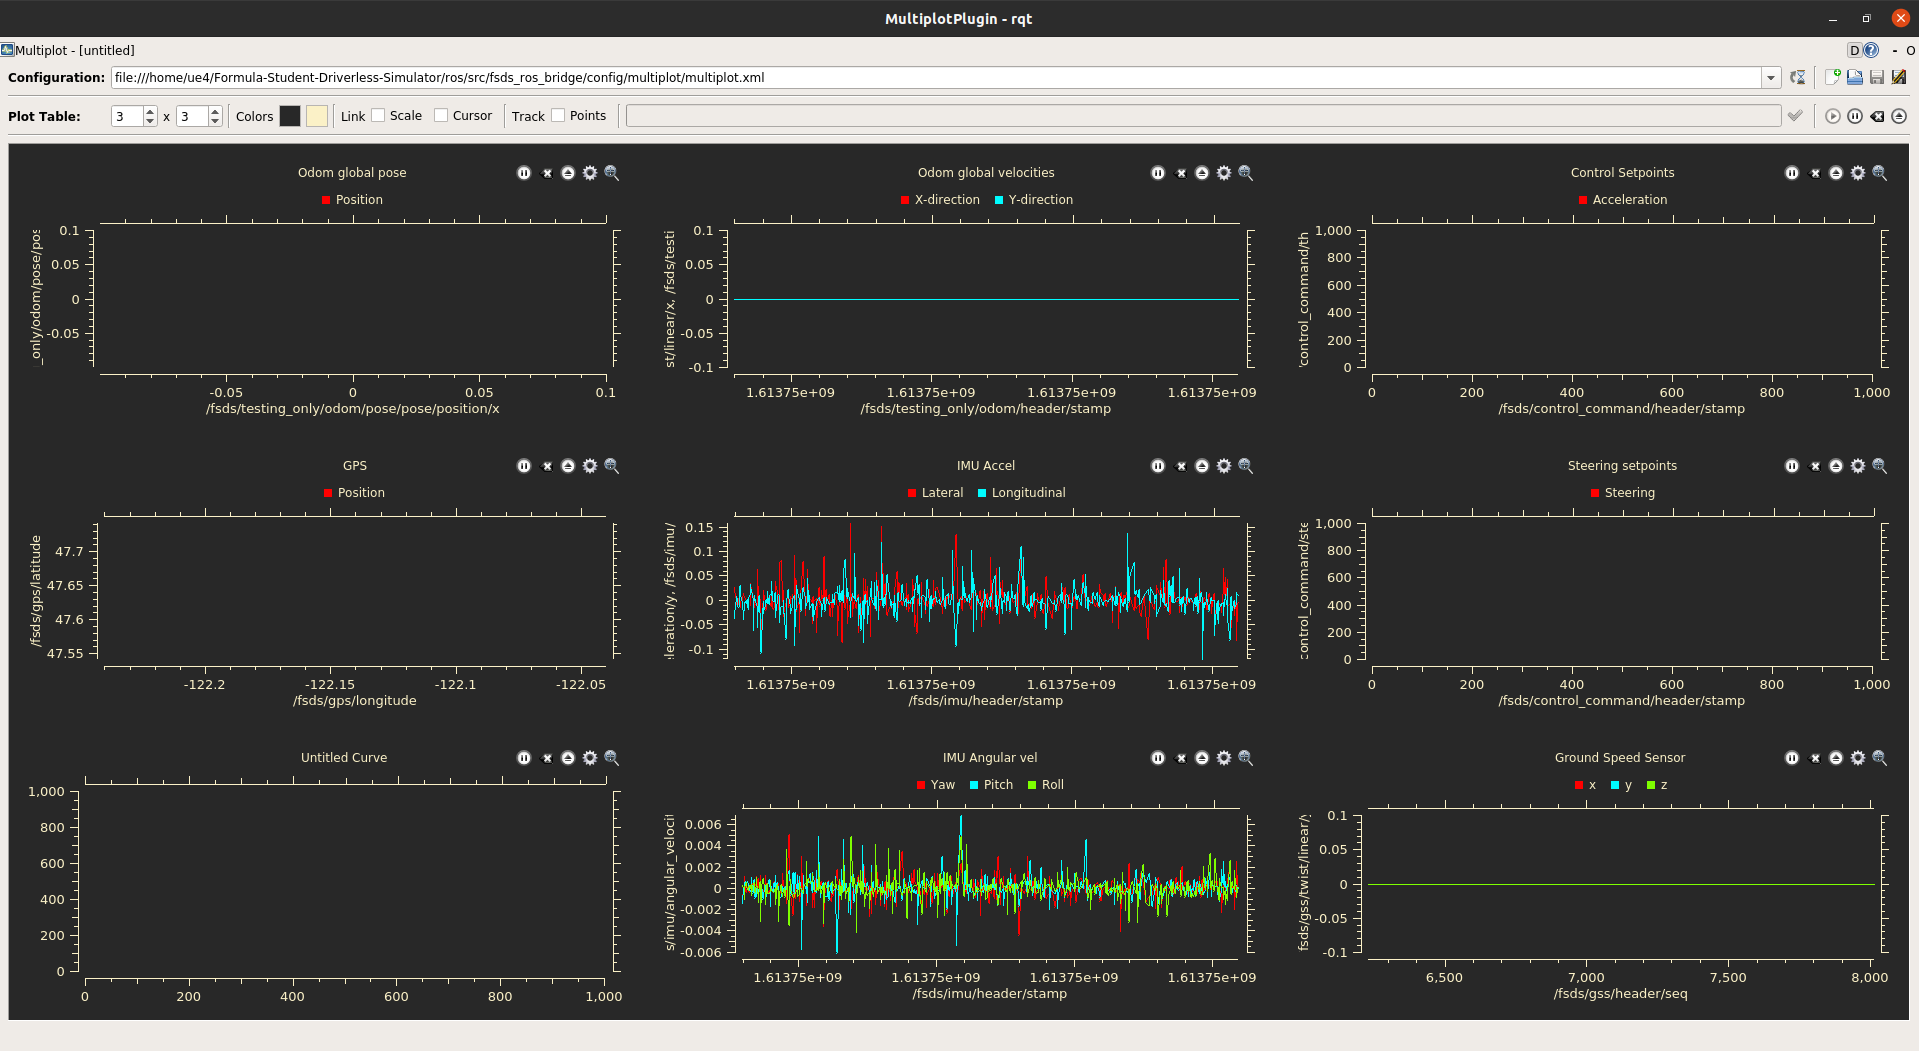 MultiplotPlugin - rqt
Multiplot - [untitled]
D
- O
Configuration: file:///home/ue4/Formula-Student-Driverless-Simulator/ros/src/fsds_ros_bridge/config/multiplot/multiplot.xml
Plot Table: 3 x 3 Colors Link Scale Cursor Track Points
Odom global pose
Position
_only/odom/pose/pos
0.1
0.05
0
-0.05
-0.05 0 0.05 0.1
/fsds/testing_only/odom/pose/pose/position/x
Odom global velocities
X-direction Y-direction
st/linear/x, /fsds/testi
0.1
0.05
0
-0.05
-0.1
1.61375e+09 1.61375e+09 1.61375e+09 1.61375e+09
/fsds/testing_only/odom/header/stamp
Control Setpoints
Acceleration
control_command/th
1,000
800
600
400
200
0
0 200 400 600 800 1,000
/fsds/control_command/header/stamp
GPS
Position
/fsds/gps/latitude
47.7
47.65
47.6
47.55
-122.2 -122.15 -122.1 -122.05
/fsds/gps/longitude
IMU Accel
Lateral Longitudinal
eleration/y, /fsds/imu/
0.15
0.1
0.05
0
-0.05
-0.1
1.61375e+09 1.61375e+09 1.61375e+09 1.61375e+09
/fsds/imu/header/stamp
Steering setpoints
Steering
control_command/ste
1,000
800
600
400
200
0
0 200 400 600 800 1,000
/fsds/control_command/header/stamp
Untitled Curve
1,000
800
600
400
200
0
0 200 400 600 800 1,000
IMU Angular vel
Yaw Pitch Roll
s/imu/angular_veloci
0.006
0.004
0.002
0
-0.002
-0.004
-0.006
1.61375e+09 1.61375e+09 1.61375e+09 1.61375e+09
/fsds/imu/header/stamp
Ground Speed Sensor
x y z
fsds/gss/twist/linear/
0.1
0.05
0
-0.05
-0.1
6,500 7,000 7,500 8,000
/fsds/gss/header/seq